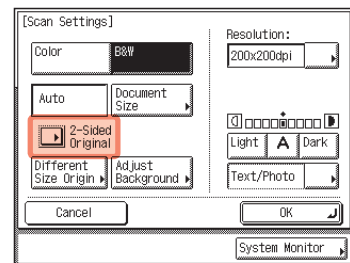 [Scan Settings]
Color
B&W
Auto
Document
Size
2-Sided
Original
Different
Size Origin
Adjust
Background
Cancel
Resolution:
200x200dpi
Light
A
Dark
Text/Photo
OK
System Monitor